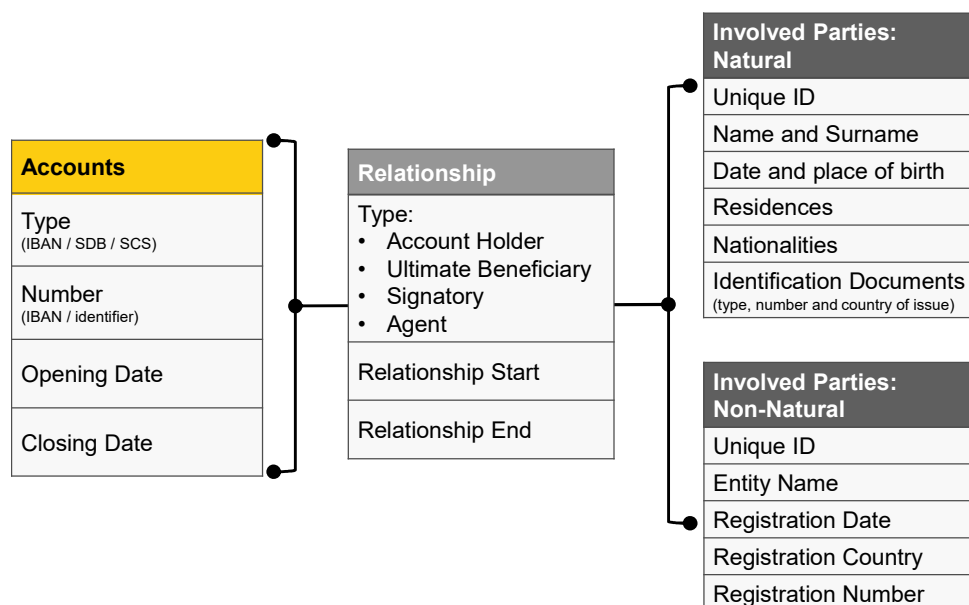 Accounts
Type
(IBAN / SDB / SCS)
Number
(IBAN / identifier)
Opening Date
Closing Date
Relationship
Type:
• Account Holder
• Ultimate Beneficiary
• Signatory
• Agent
Relationship Start
Relationship End
Involved Parties:
Natural
Unique ID
Name and Surname
Date and place of birth
Residences
Nationalities
Identification Documents
(type, number and country of issue)
Involved Parties:
Non-Natural
Unique ID
Entity Name
Registration Date
Registration Country
Registration Number